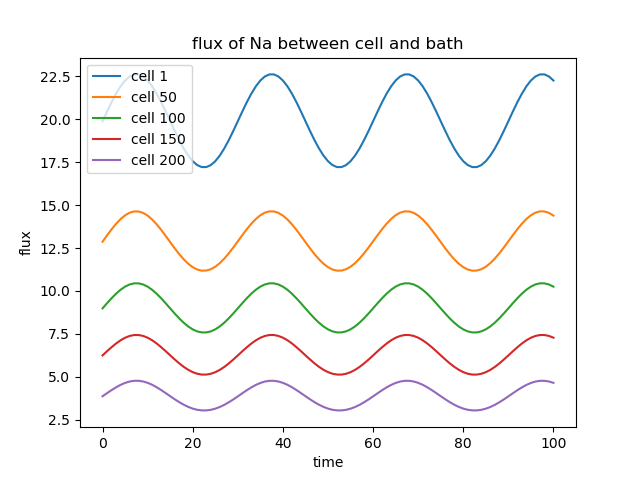 flux of Na between cell and bath
cell 1
cell 50
cell 100
cell 150
cell 200
22.5
20.0
17.5
15.0
12.5
10.0
7.5
5.0
2.5
flux
0 20 40 60 80 100
time